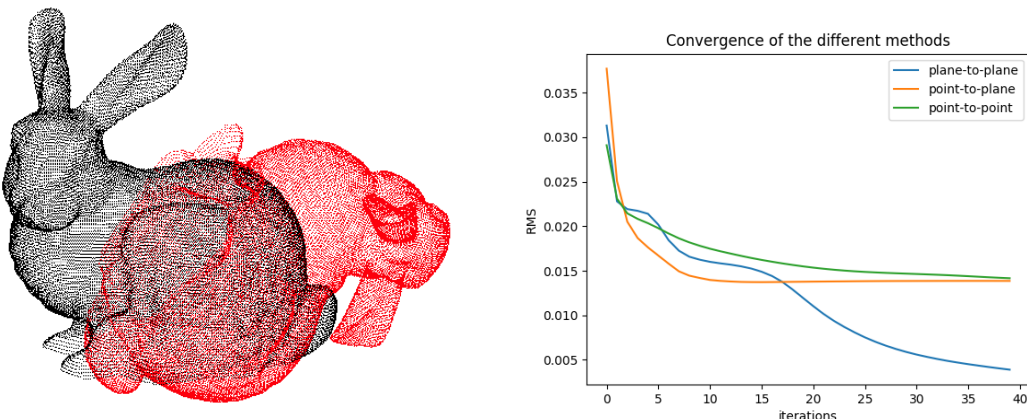 Convergence of the different methods
plane-to-plane
point-to-plane
point-to-point
0.035
0.030
0.025
0.020
0.015
0.010
0.005
RMS
0 5 10 15 20 25 30 35 40
iterations